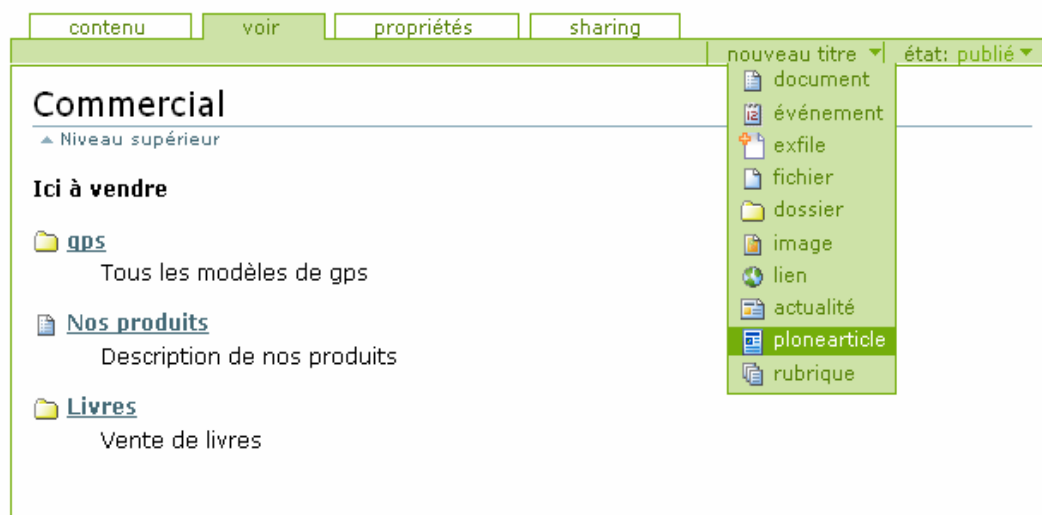 contenu voir propriétés sharing
nouveau titre état: publié
Commercial
Niveau supérieur
Ici à vendre
gps
Tous les modèles de gps
Nos produits
Description de nos produits
Livres
Vente de livres
document
événement
exfile
fichier
dossier
image
lien
actualité
plonearticle
rubrique